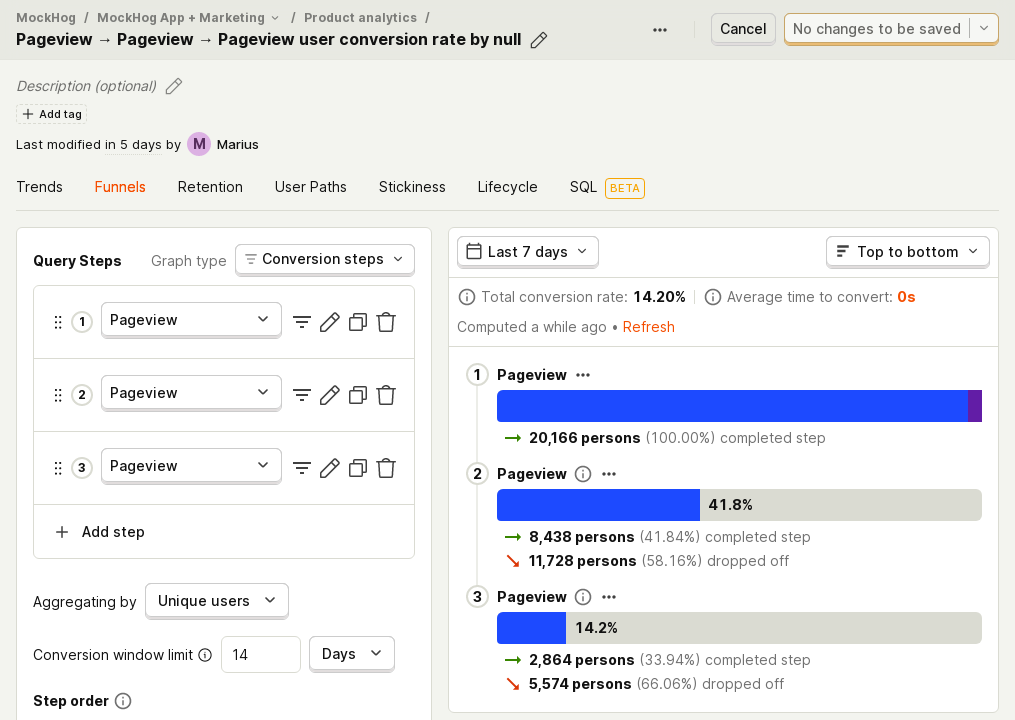 MockHog / MockHog App + Marketing / Product analytics /
Pageview → Pageview → Pageview user conversion rate by null
Cancel
No changes to be saved
Description (optional)
Add tag
Last modified in 5 days by M Marius
Trends Funnels Retention User Paths Stickiness Lifecycle SQL BETA
Query Steps Graph type Conversion steps
1 Pageview
2 Pageview
3 Pageview
Add step
Aggregating by Unique users
Conversion window limit 14 Days
Step order
Last 7 days Top to bottom
Total conversion rate: 14.20% Average time to convert: 0s
Computed a while ago • Refresh
1 Pageview
→ 20,166 persons (100.00%) completed step
2 Pageview
41.8%
→ 8,438 persons (41.84%) completed step
↘ 11,728 persons (58.16%) dropped off
3 Pageview
14.2%
→ 2,864 persons (33.94%) completed step
↘ 5,574 persons (66.06%) dropped off